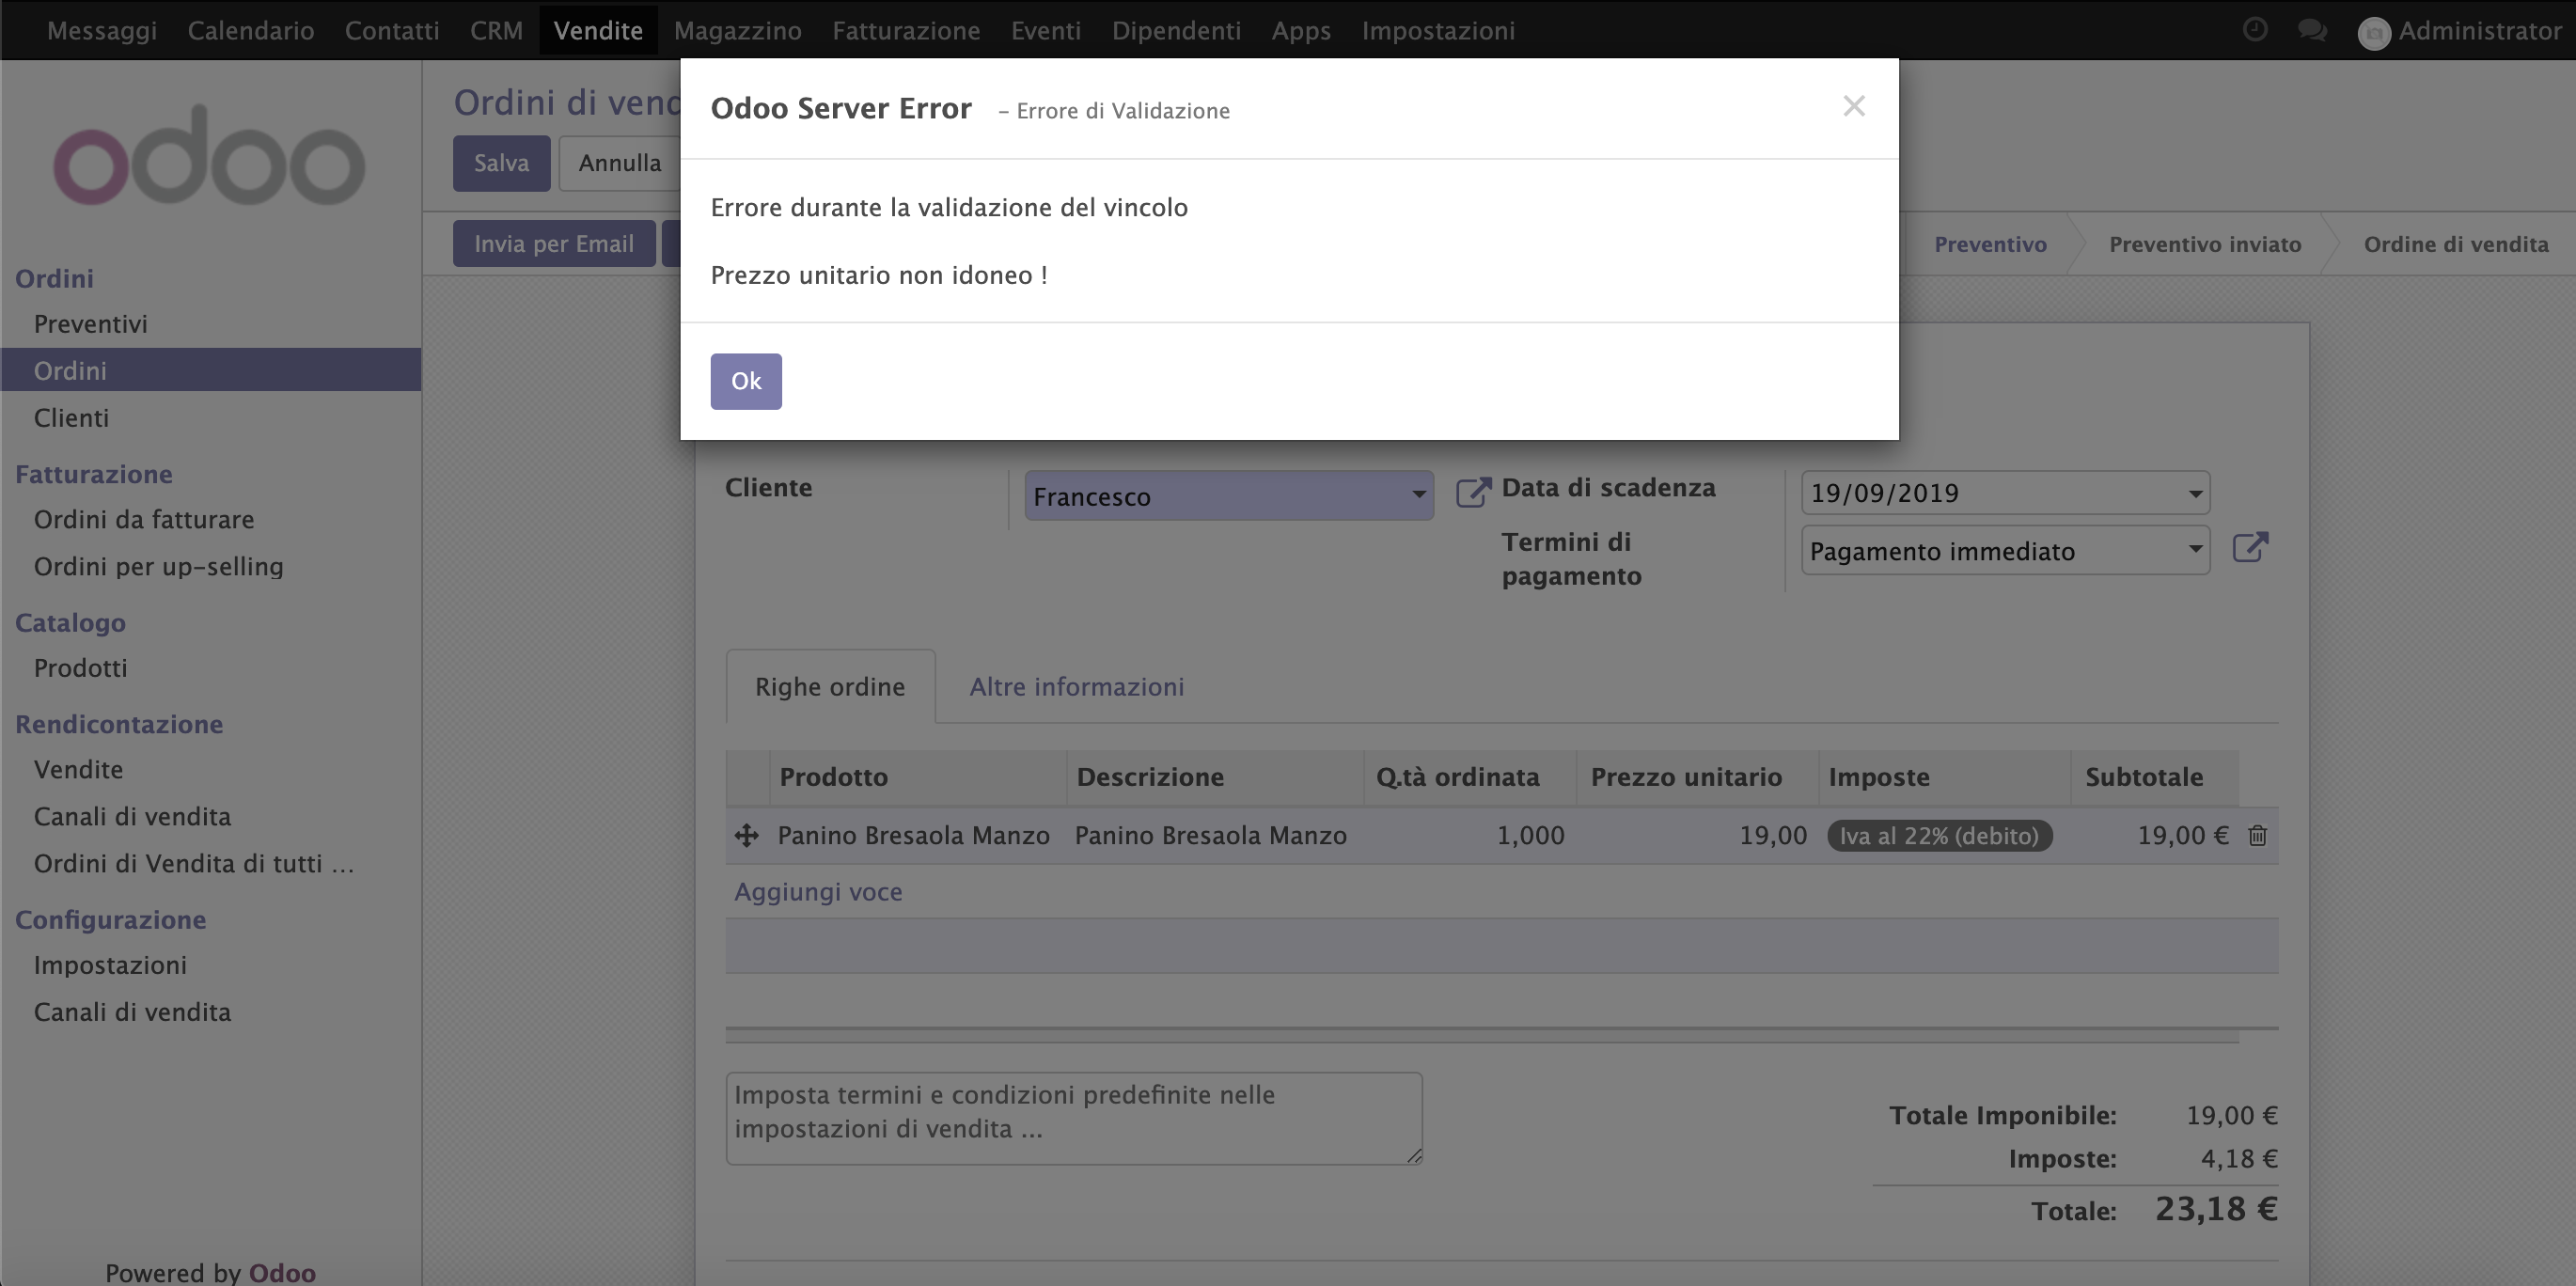 Messaggi Calendario Contatti CRM Vendite Magazzino Fatturazione Eventi Dipendenti Apps Impostazioni Administrator
odoo
Ordini
Preventivi
Ordini
Clienti
Fatturazione
Ordini da fatturare
Ordini per up-selling
Catalogo
Prodotti
Rendicontazione
Vendite
Canali di vendita
Ordini di Vendita di tutti ...
Configurazione
Impostazioni
Canali di vendita
Powered by Odoo
Ordini di vend
Salva Annulla
Invia per Email
Preventivo Preventivo inviato Ordine di vendita
Odoo Server Error – Errore di Validazione ×
Errore durante la validazione del vincolo
Prezzo unitario non idoneo !
Ok
Cliente Francesco
Data di scadenza 19/09/2019
Termini di
pagamento
Pagamento immediato
Righe ordine Altre informazioni
Prodotto Descrizione Q.tà ordinata Prezzo unitario Imposte Subtotale
Panino Bresaola Manzo Panino Bresaola Manzo 1,000 19,00 Iva al 22% (debito) 19,00 €
Aggiungi voce
Imposta termini e condizioni predefinite nelle
impostazioni di vendita ...
Totale Imponibile: 19,00 €
Imposte: 4,18 €
Totale: 23,18 €